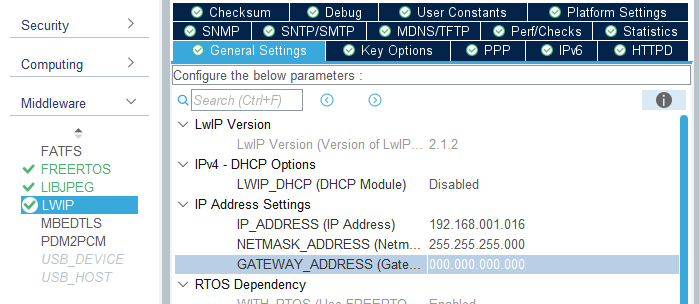 Security
Computing
Middleware
FATFS
FREERTOS
LIBJPEG
LWIP
MBEDTLS
PDM2PCM
USB_DEVICE
USB_HOST
Checksum Debug User Constants Platform Settings
SNMP SNTP/SMTP MDNS/TFTP Perf/Checks Statistics
General Settings Key Options PPP IPv6 HTTPD
Configure the below parameters :
Search (Ctrl+F)
LwIP Version
LwIP Version (Version of LwIP... 2.1.2
IPv4 - DHCP Options
LWIP_DHCP (DHCP Module) Disabled
IP Address Settings
IP_ADDRESS (IP Address) 192.168.001.016
NETMASK_ADDRESS (Netm... 255.255.255.000
GATEWAY_ADDRESS (Gate... 000.000.000.000
RTOS Dependency
WITH_RTOS (Use FREERTO... Enabled